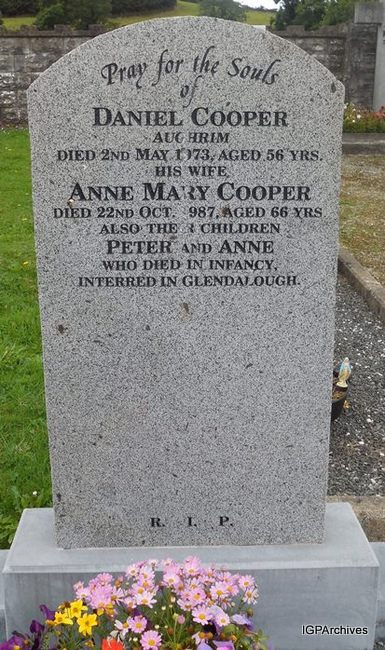 Pray for the Souls
of
DANIEL COOPER
AUGHRIM
DIED 2ND MAY 1973, AGED 56 YRS.
HIS WIFE
ANNE MARY COOPER
DIED 22ND OCT. 1987, AGED 66 YRS
ALSO THEIR CHILDREN
PETER AND ANNE
WHO DIED IN INFANCY,
INTERRED IN GLENDALOUGH.
R. I. P.
IGPArchives